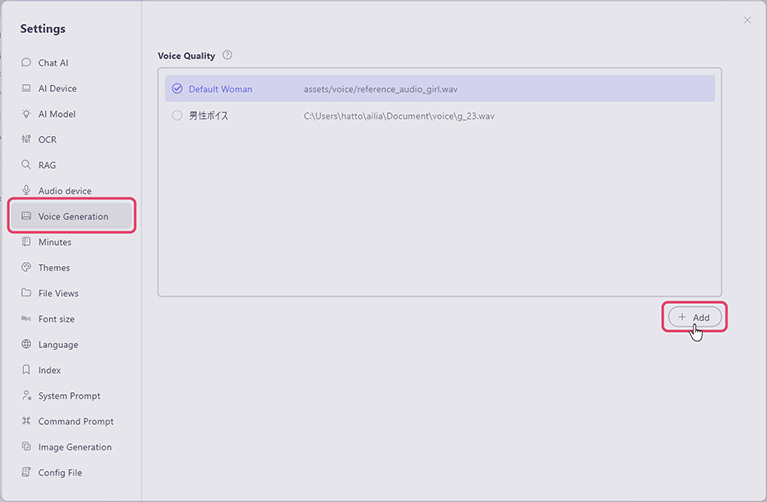 Settings
Chat AI
AI Device
AI Model
OCR
RAG
Audio device
Voice Generation
Minutes
Themes
File Views
Abc Font size
Language
Index
System Prompt
Command Prompt
Image Generation
Config File
Voice Quality ?
Default Woman assets/voice/reference_audio_girl.wav
男性ボイス C:\Users\hatto\ailia\Document\voice\g_23.wav
+ Add